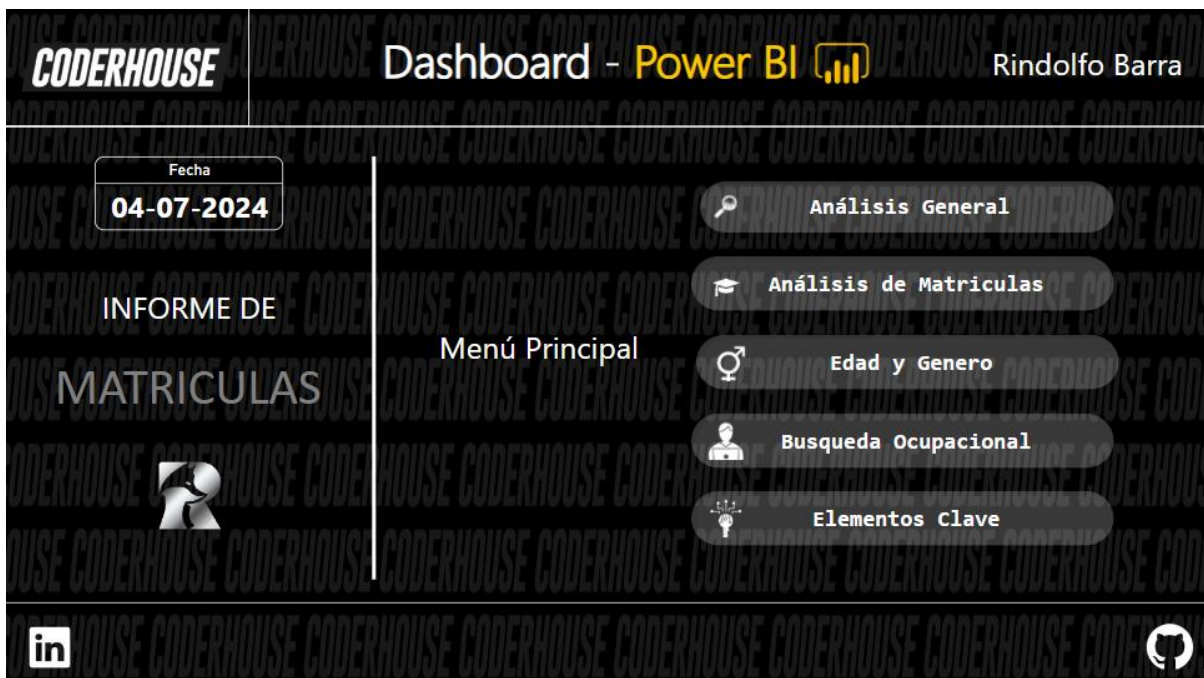 CODERHOUSE
Dashboard - Power BI
Rindolfo Barra
Fecha
04-07-2024
INFORME DE
MATRICULAS
Menú Principal
Análisis General
Análisis de Matriculas
Edad y Genero
Busqueda Ocupacional
Elementos Clave
in